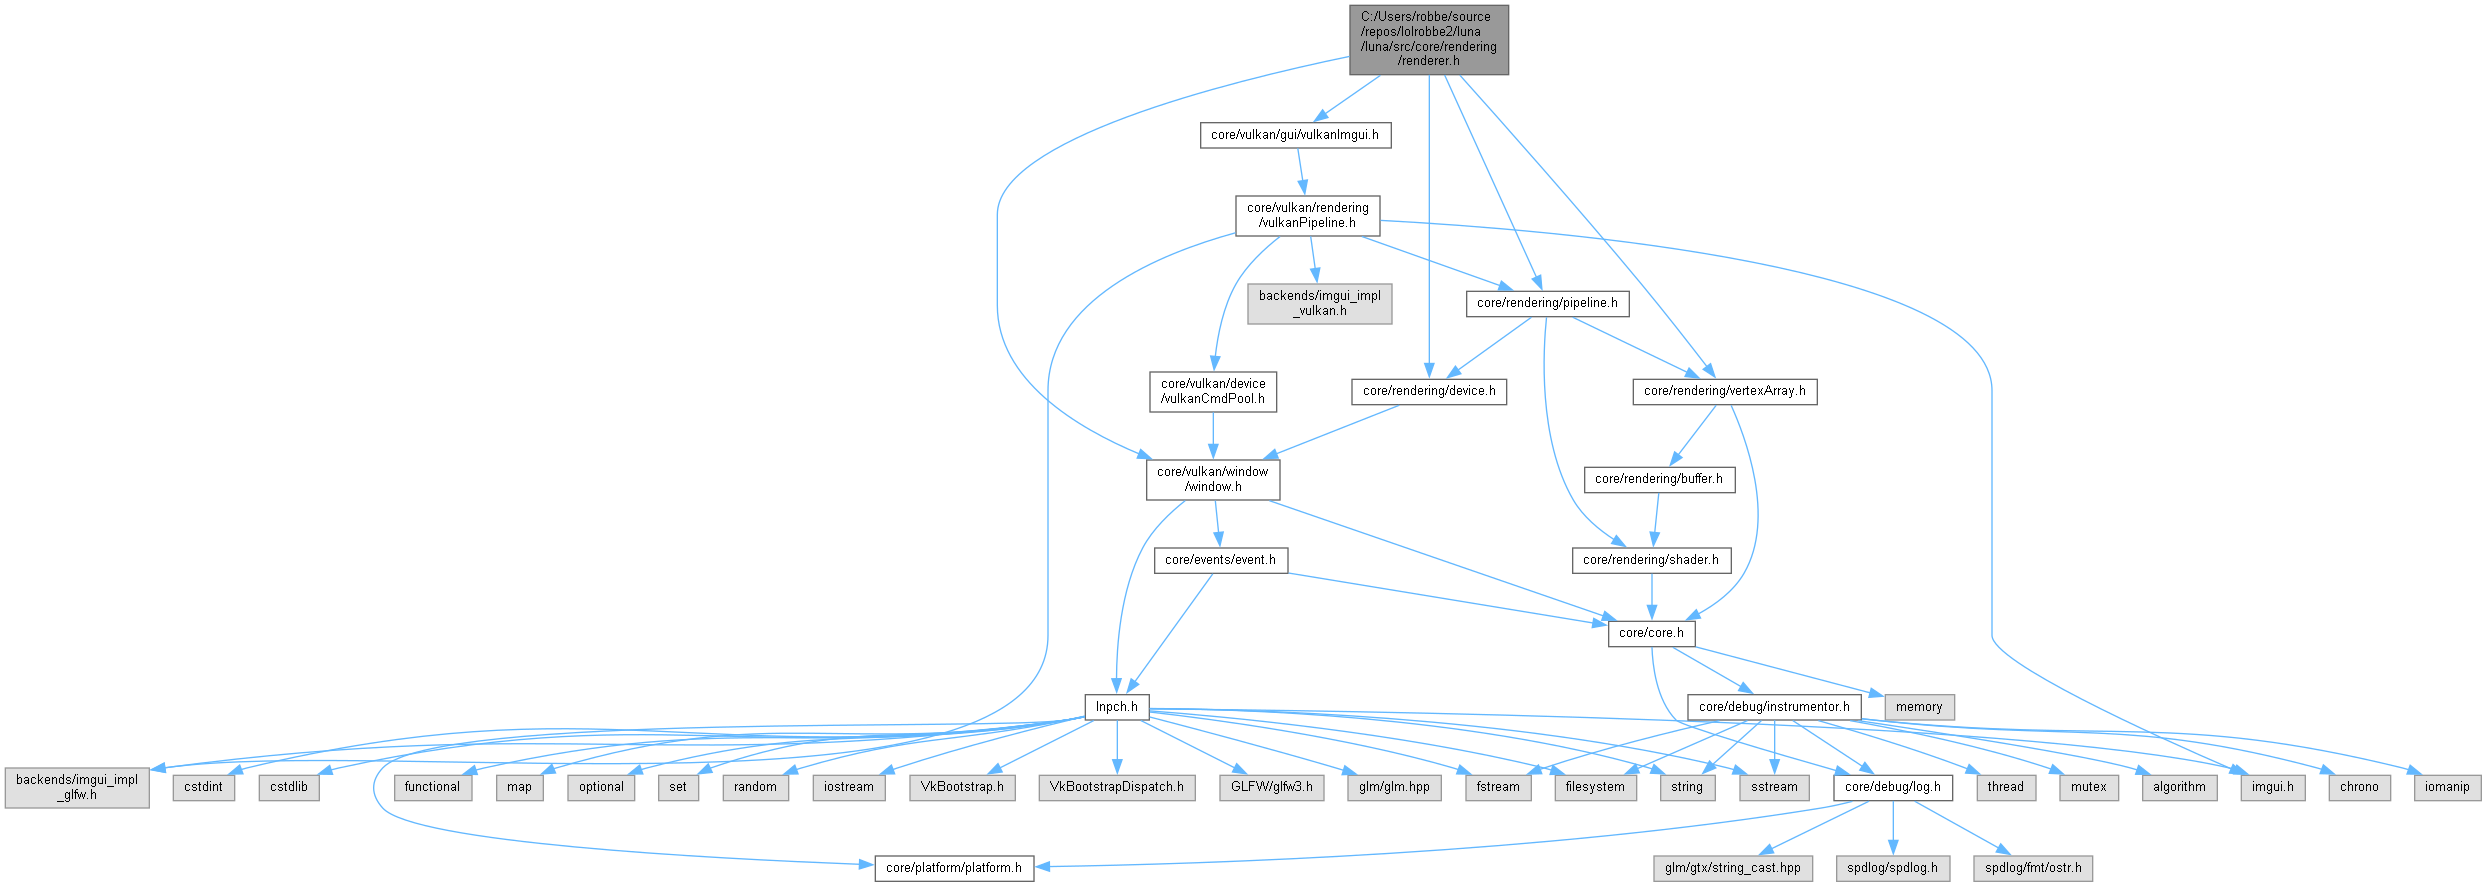 C:/Users/robbe/source
/repos/lolrobbe2/luna
/luna/src/core/rendering
/renderer.h
core/vulkan/gui/vulkanImgui.h
core/vulkan/rendering
/vulkanPipeline.h
backends/imgui_impl
_vulkan.h
core/rendering/pipeline.h
core/vulkan/device
/vulkanCmdPool.h
core/rendering/device.h
core/rendering/vertexArray.h
core/vulkan/window
/window.h
core/rendering/buffer.h
core/events/event.h
core/rendering/shader.h
core/core.h
lnpch.h
core/debug/instrumentor.h
memory
backends/imgui_impl
_glfw.h
cstdint
cstdlib
functional
map
optional
set
random
iostream
VkBootstrap.h
VkBootstrapDispatch.h
GLFW/glfw3.h
glm/glm.hpp
fstream
filesystem
string
sstream
core/debug/log.h
thread
mutex
algorithm
imgui.h
chrono
iomanip
core/platform/platform.h
glm/gtx/string_cast.hpp
spdlog/spdlog.h
spdlog/fmt/ostr.h